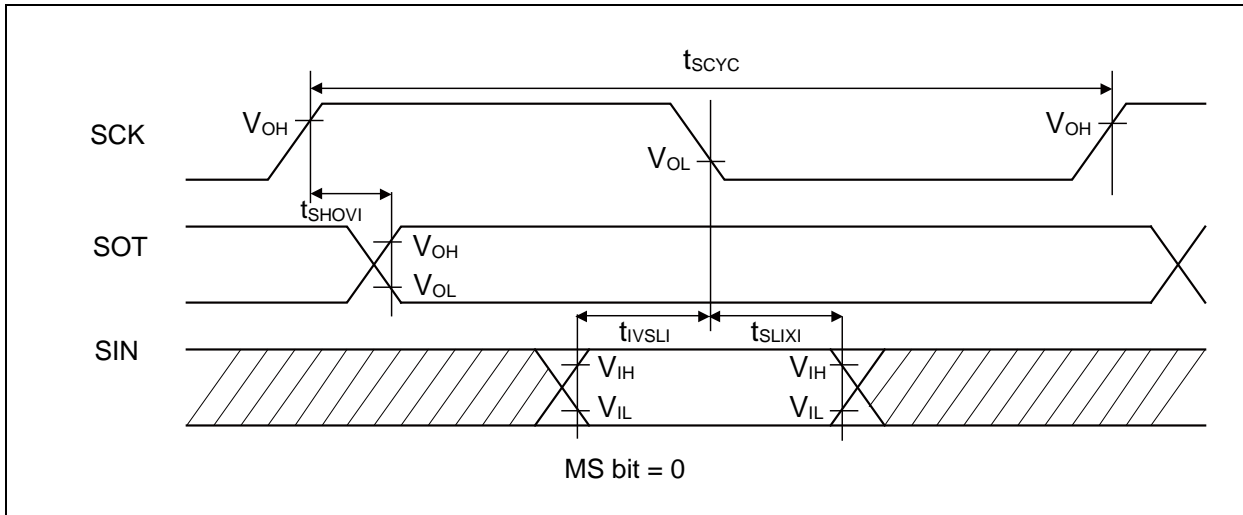 tSCYC
SCK
VOH
VOL
VOH
tSHOVI
SOT
VOH
VOL
SIN
tIVSLI
tSLIXI
VIH
VIH
VIL
VIL
MS bit = 0